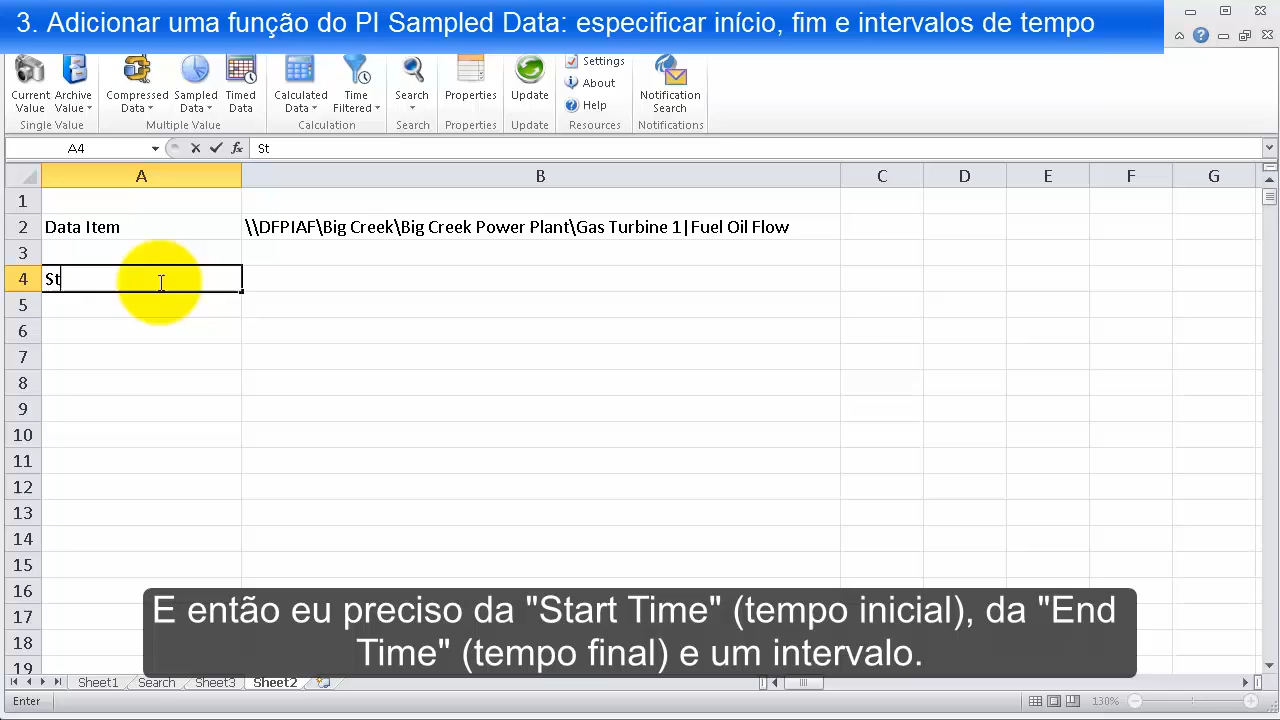 3. Adicionar uma função do PI Sampled Data: especificar início, fim e intervalos de tempo
Settings
About
Help
Current Value
Archive Value
Compressed Data
Sampled Data
Timed Data
Calculated Data
Time Filtered
Search
Properties
Update
Notification Search
Single Value
Multiple Value
Calculation
Search
Properties
Update
Resources
Notifications
A4
fx
St
A B C D E F G
1
2 Data Item \\DFPIAF\Big Creek\Big Creek Power Plant\Gas Turbine 1|Fuel Oil Flow
3
4 St
5
6
7
8
9
10
11
12
13
14
15
16
17
18
19
E então eu preciso da "Start Time" (tempo inicial), da "End
Time" (tempo final) e um intervalo.
Sheet1 Search Sheet3 Sheet2
Enter
130%